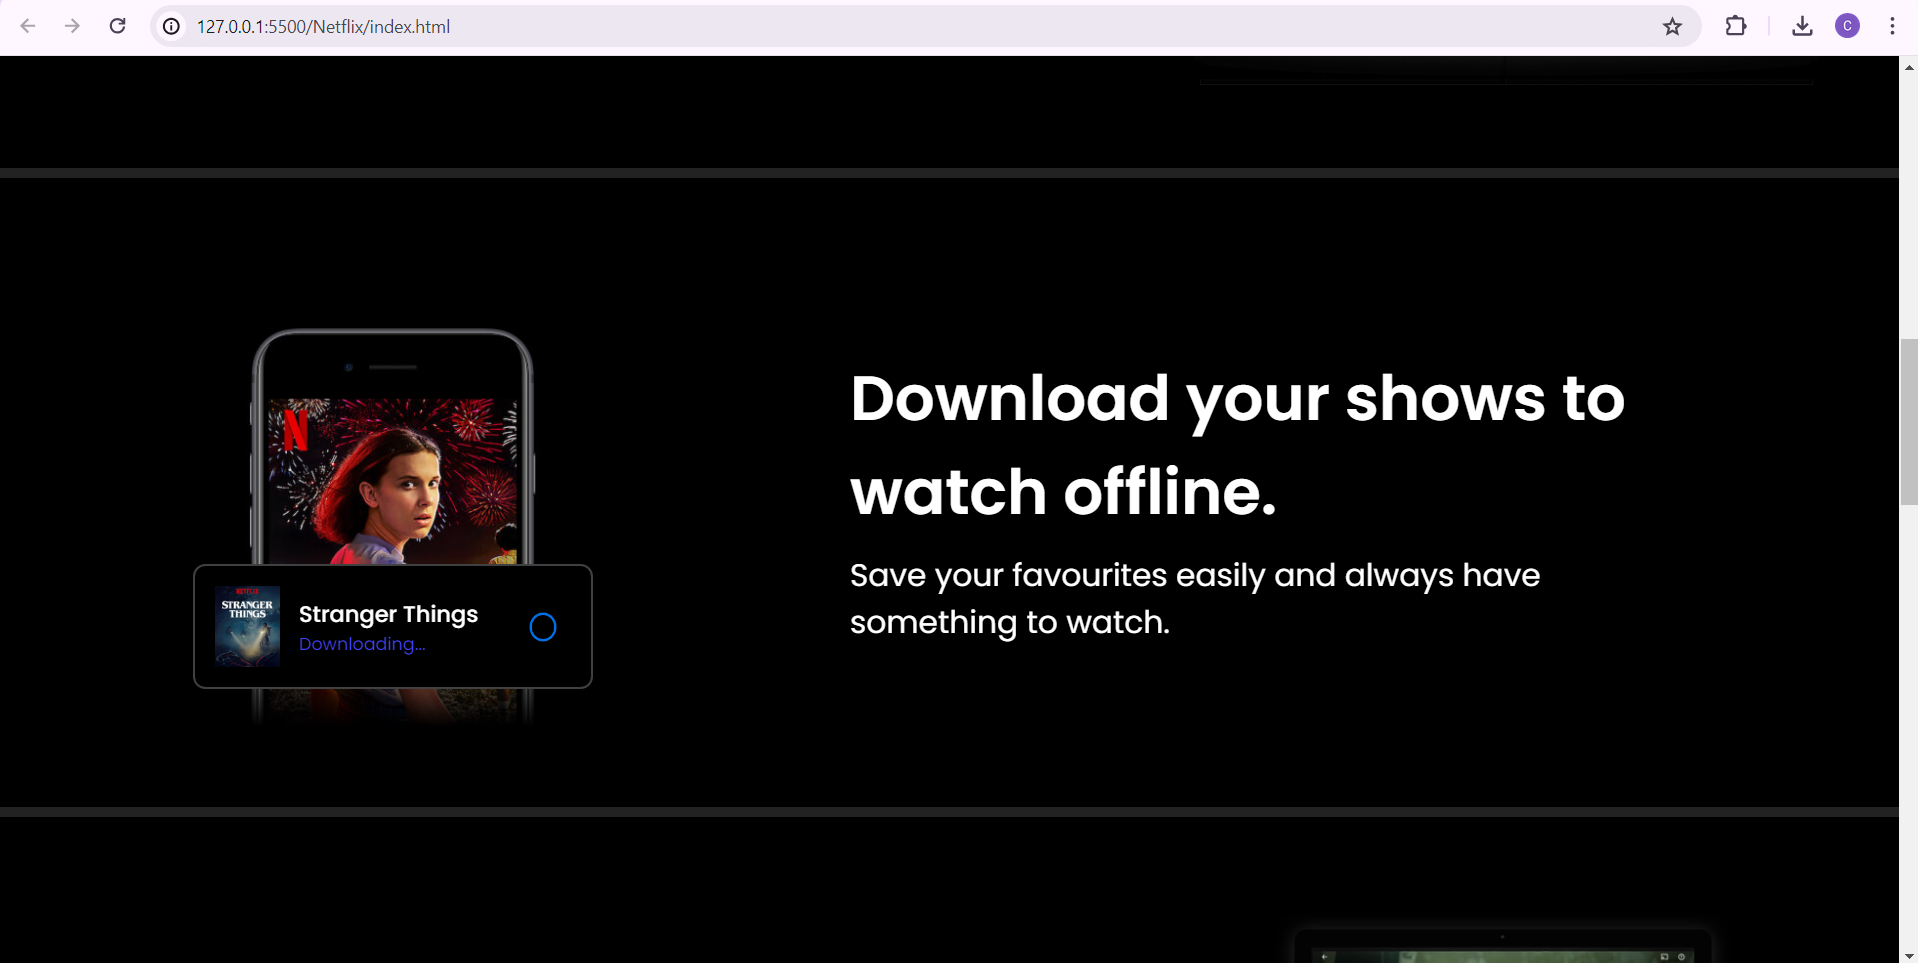 127.0.0.1:5500/Netflix/index.html
C
Download your shows to
watch offline.
Save your favourites easily and always have
something to watch.
N
NETFLIX
STRANGER
THINGS
Stranger Things
Downloading...